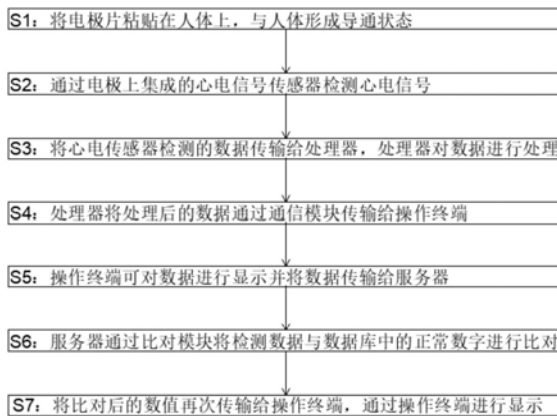 S1：将电极片粘贴在人体上，与人体形成导通状态
S2：通过电极上集成的心电信号传感器检测心电信号
S3：将心电传感器检测的数据传输给处理器，处理器对数据进行处理
S4：处理器将处理后的数据通过通信模块传输给操作终端
S5：操作终端可对数据进行显示并将数据传输给服务器
S6：服务器通过比对模块将检测数据与数据库中的正常数字进行比对
S7：将比对后的数值再次传输给操作终端，通过操作终端进行显示